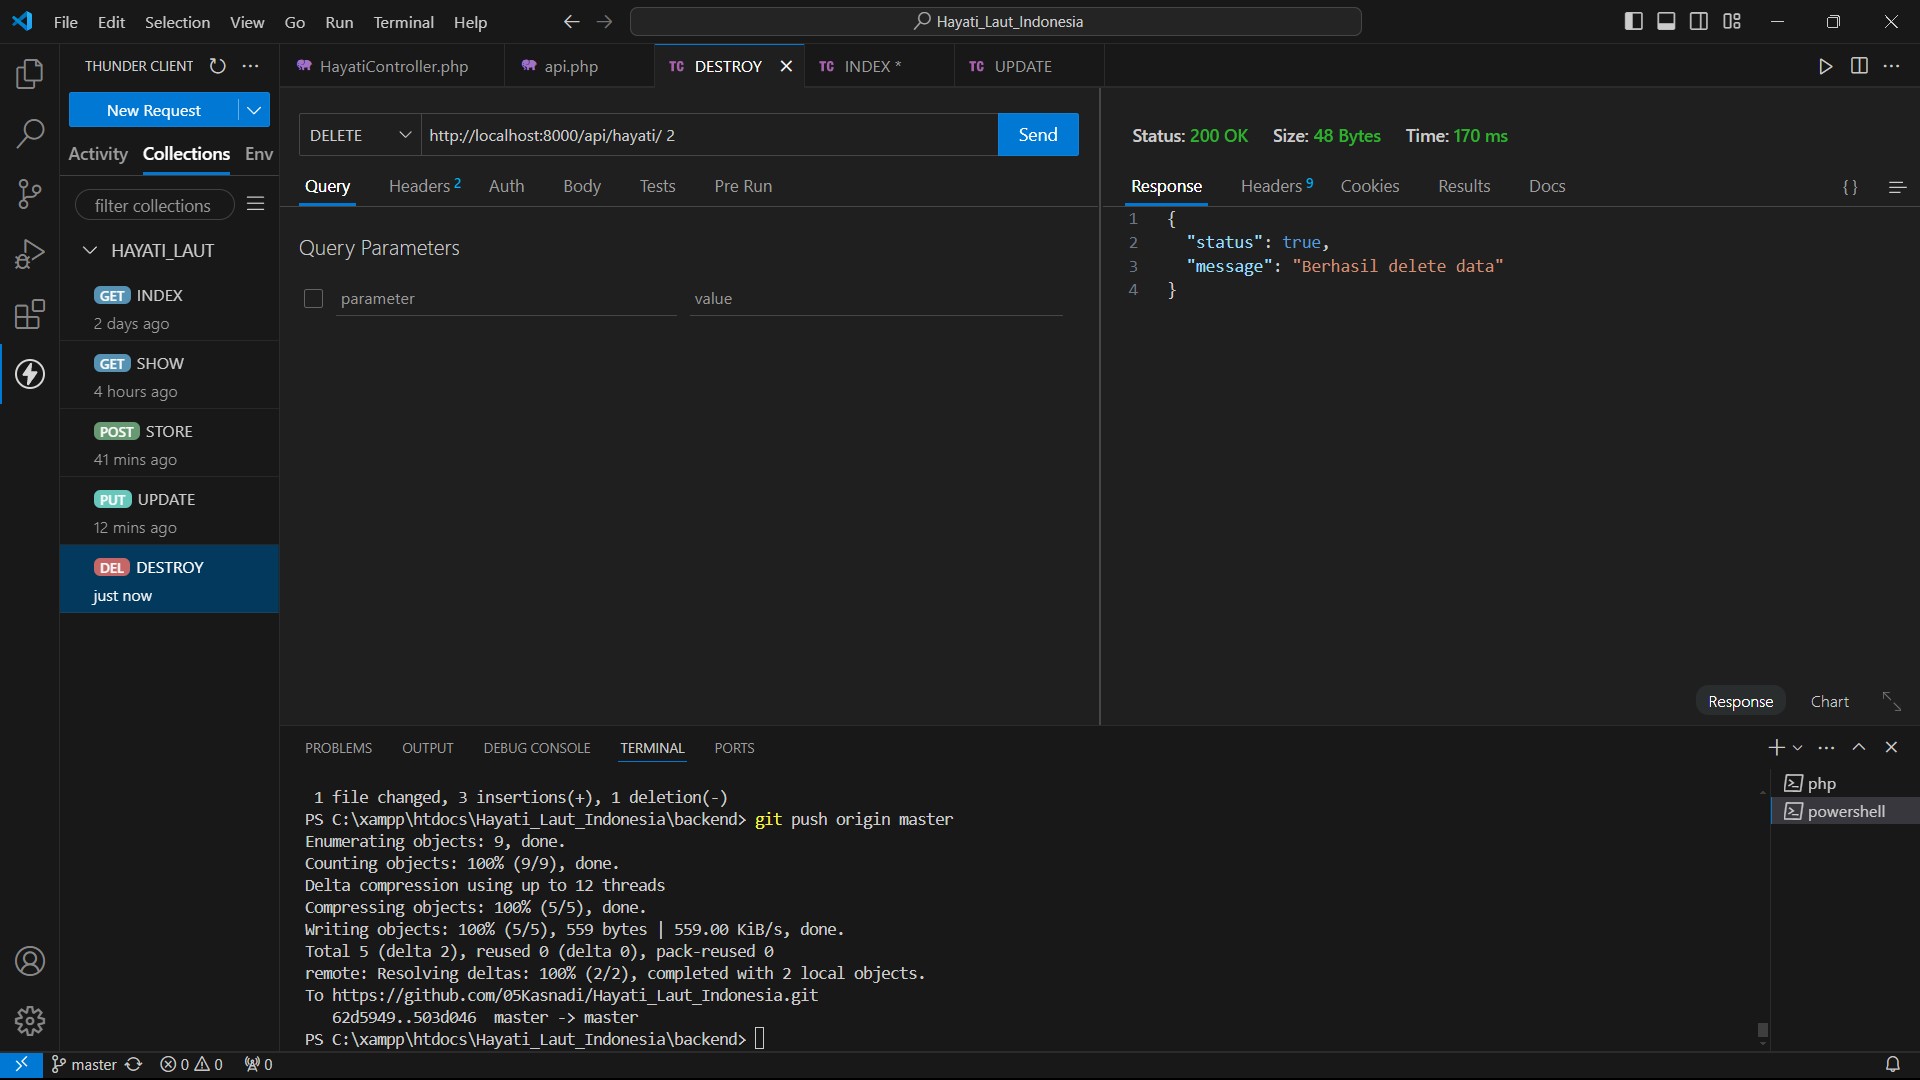 File Edit Selection View Go Run Terminal Help
Hayati_Laut_Indonesia
THUNDER CLIENT
New Request
Activity Collections Env
filter collections
HAYATI_LAUT
GET INDEX
2 days ago
GET SHOW
4 hours ago
POST STORE
41 mins ago
PUT UPDATE
12 mins ago
DEL DESTROY
just now
HayatiController.php
api.php
TC DESTROY
TC INDEX *
TC UPDATE
DELETE
http://localhost:8000/api/hayati/ 2
Send
Query Headers 2 Auth Body Tests Pre Run
Query Parameters
parameter value
Status: 200 OK Size: 48 Bytes Time: 170 ms
Response Headers 9 Cookies Results Docs
{}
1 {
2 "status": true,
3 "message": "Berhasil delete data"
4 }
Response Chart
PROBLEMS OUTPUT DEBUG CONSOLE TERMINAL PORTS
1 file changed, 3 insertions(+), 1 deletion(-)
PS C:\xampp\htdocs\Hayati_Laut_Indonesia\backend> git push origin master
Enumerating objects: 9, done.
Counting objects: 100% (9/9), done.
Delta compression using up to 12 threads
Compressing objects: 100% (5/5), done.
Writing objects: 100% (5/5), 559 bytes | 559.00 KiB/s, done.
Total 5 (delta 2), reused 0 (delta 0), pack-reused 0
remote: Resolving deltas: 100% (2/2), completed with 2 local objects.
To https://github.com/05Kasnadi/Hayati_Laut_Indonesia.git
62d5949..503d046 master -> master
PS C:\xampp\htdocs\Hayati_Laut_Indonesia\backend>
php
powershell
master 0 0 0